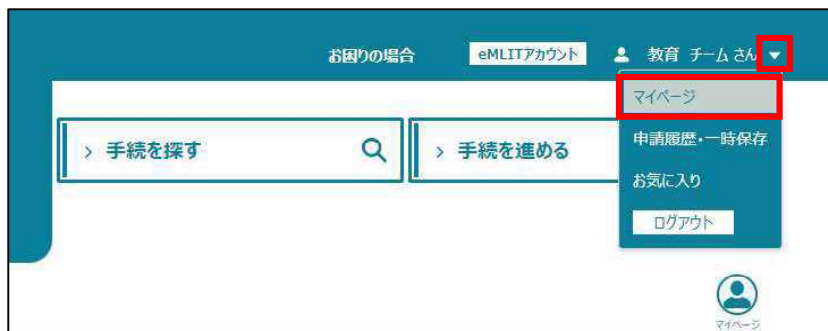 お困りの場合 eMLITアカウント 教育 チームさん
マイページ
申請履歴・一時保存
お気に入り
ログアウト
手続を探す
手続を進める
マイページ